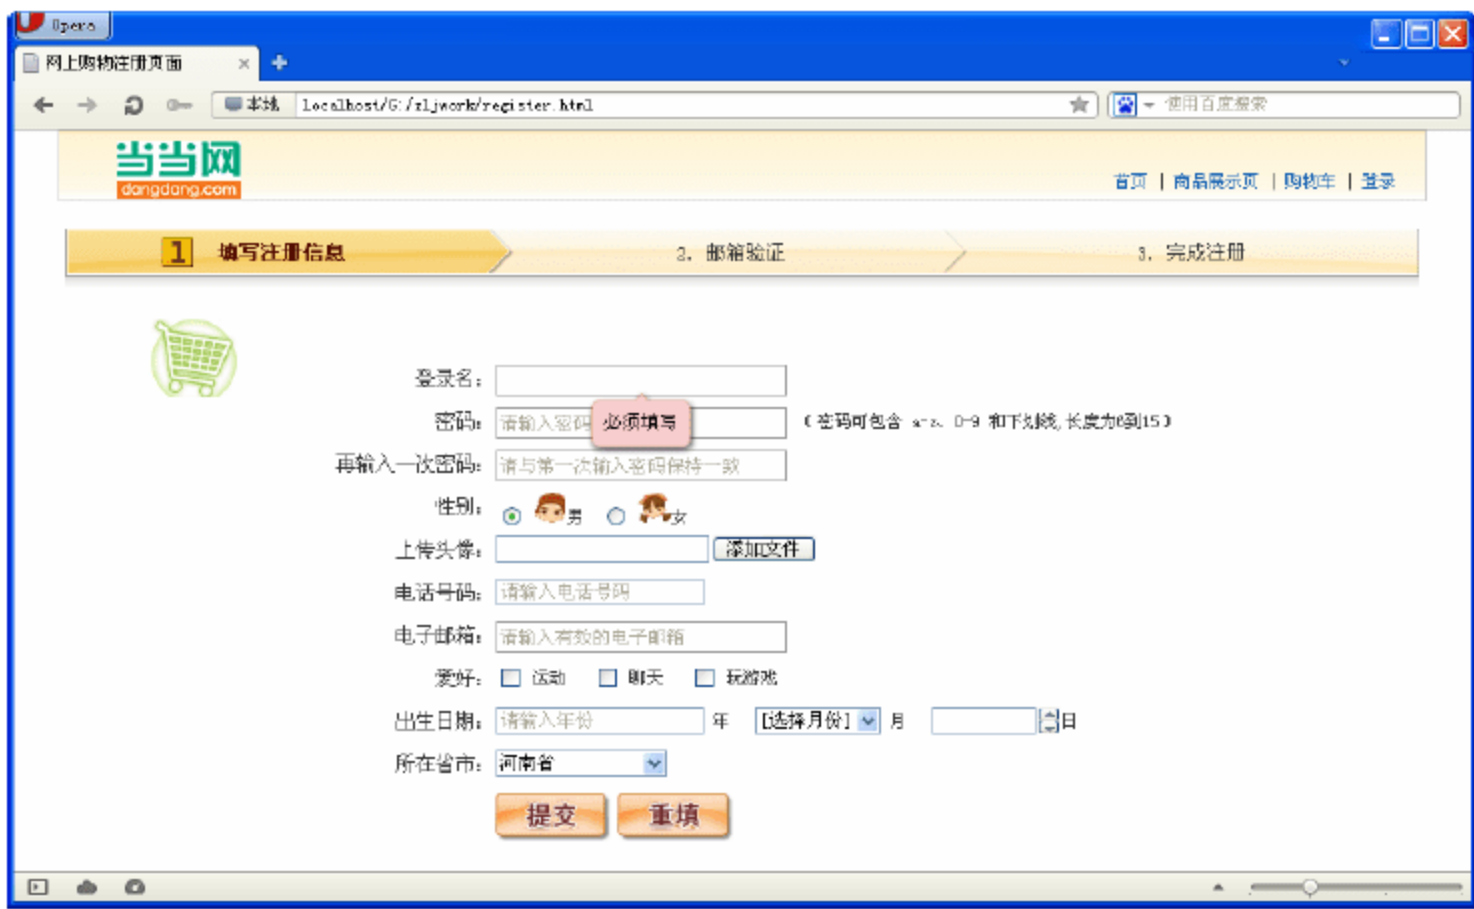 Opera
网上购物注册页面
本地 localhost/G:/zljwork/register.html 使用百度搜索
当当网
dangdang.com
首页 | 商品展示页 | 购物车 | 登录
1 填写注册信息 2. 邮箱验证 3. 完成注册
登录名:
密码: 请输入密码 必须填写 (密码可包含 a-z、0-9 和下划线,长度为6到15)
再输入一次密码: 请与第一次输入密码保持一致
性别: 男 女
上传头像: 添加文件
电话号码: 请输入电话号码
电子邮箱: 请输入有效的电子邮箱
爱好: 运动 聊天 玩游戏
出生日期: 请输入年份 年 [选择月份] 月 日
所在省市: 河南省
提交 重填